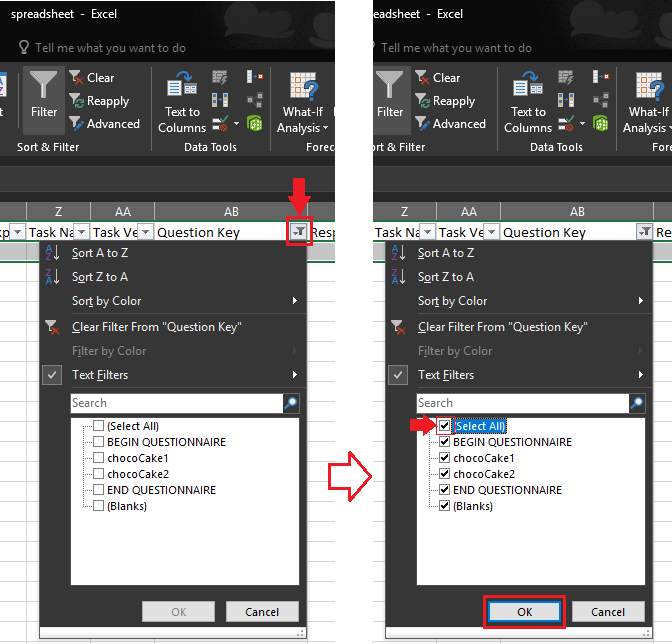 spreadsheet - Excel
Tell me what you want to do
Filter
Clear
Reapply
Advanced
Text to
Columns
What-If
Analysis
Sort & Filter
Data Tools
Forec
Z
AA
AB
Task Na
Task Ve
Question Key
Resp
Sort A to Z
Sort Z to A
Sort by Color
Clear Filter From "Question Key"
Filter by Color
Text Filters
Search
(Select All)
BEGIN QUESTIONNAIRE
chocoCake1
chocoCake2
END QUESTIONNAIRE
(Blanks)
OK
Cancel
eadsheet - Excel
Tell me what you want to do
Filter
Clear
Reapply
Advanced
Text to
Columns
What-If
Analysis
rt & Filter
Data Tools
Fore
Z
AA
AB
Task Na
Task Ve
Question Key
Re
Sort A to Z
Sort Z to A
Sort by Color
Clear Filter From "Question Key"
Filter by Color
Text Filters
Search
(Select All)
BEGIN QUESTIONNAIRE
chocoCake1
chocoCake2
END QUESTIONNAIRE
(Blanks)
OK
Cancel